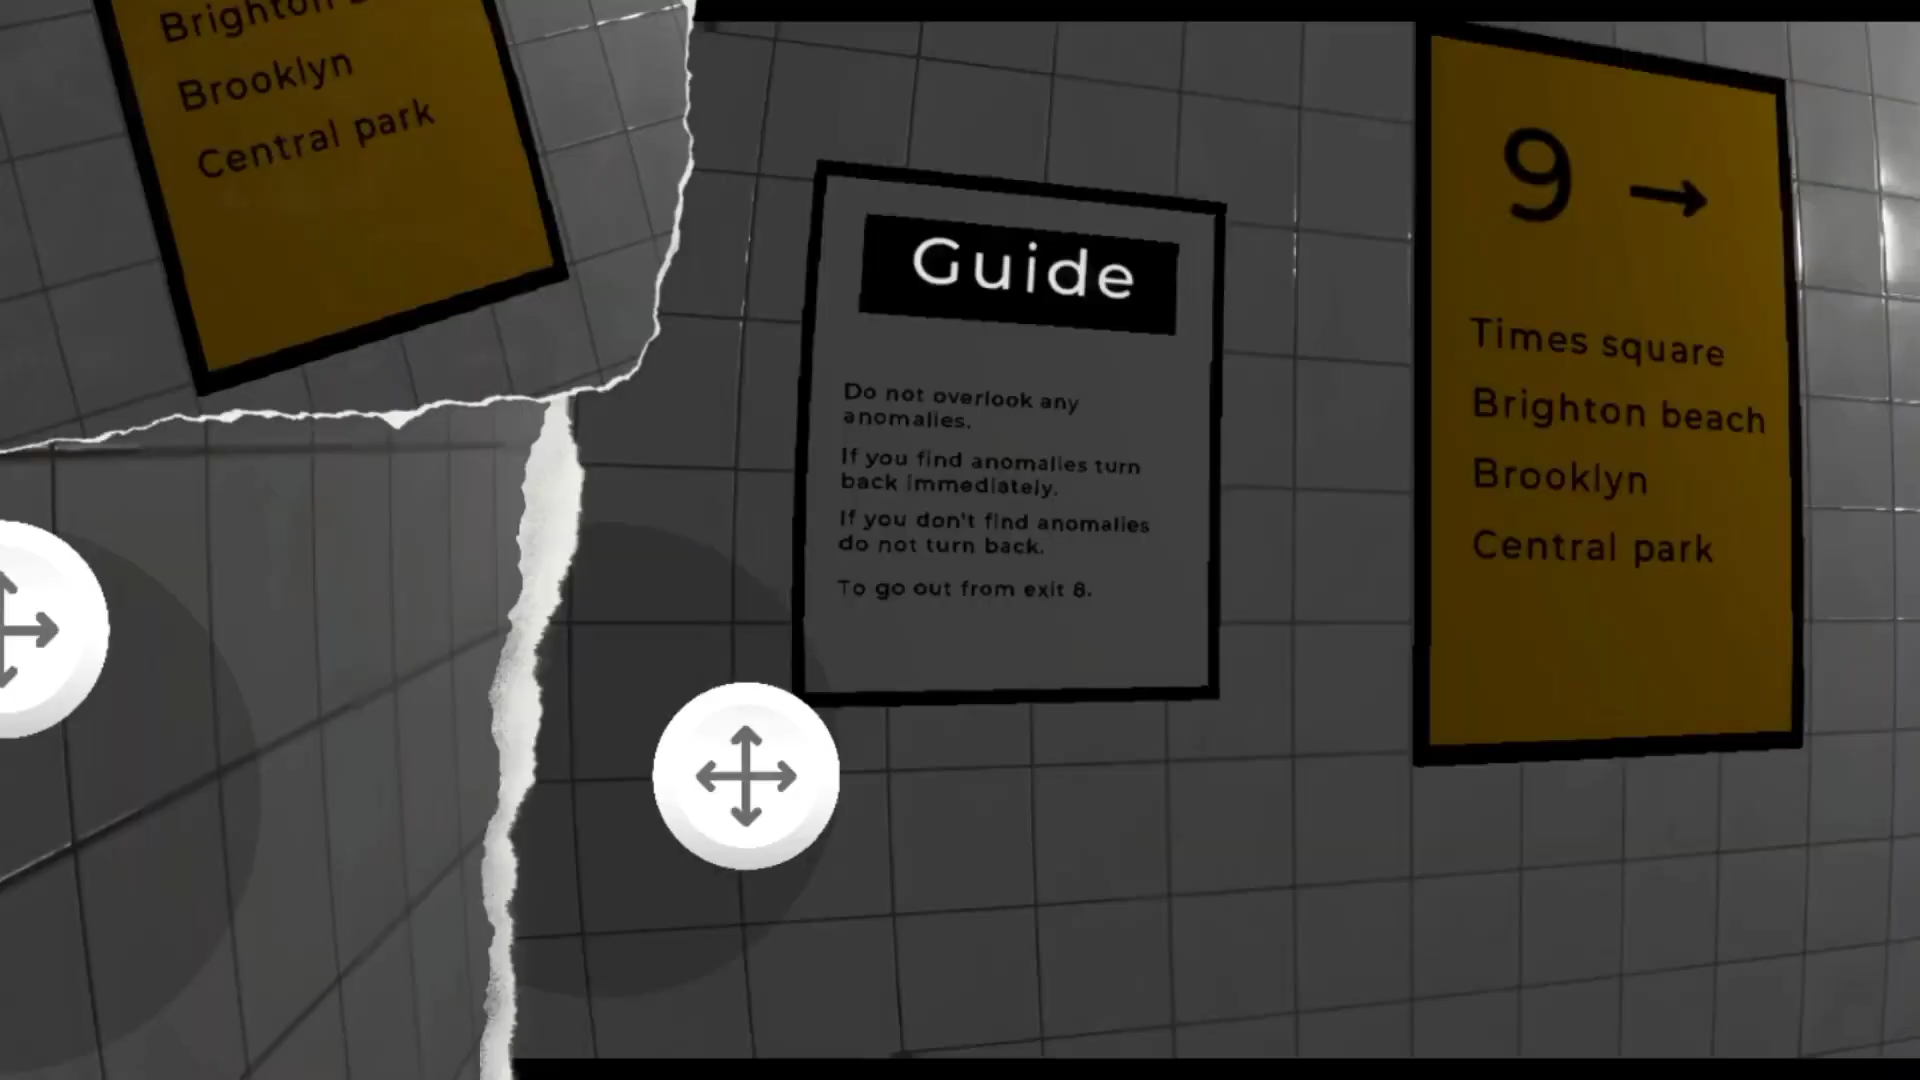 Brighton
Brooklyn
Central park
Guide
Do not overlook any
anomalies.
If you find anomalies turn
back immediately.
If you don't find anomalies
do not turn back.
To go out from exit 8.
9 →
Times square
Brighton beach
Brooklyn
Central park